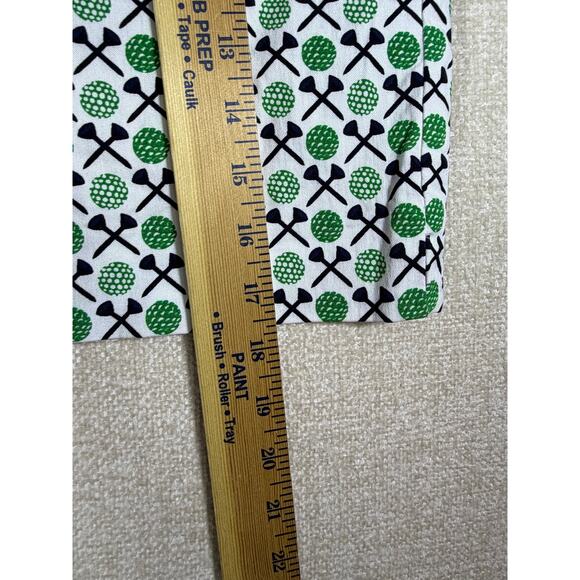 B PREP
• Tape • Caulk
13
14
15
16
17
18
19
20
21
22
PAINT
• Brush • Roller • Tray